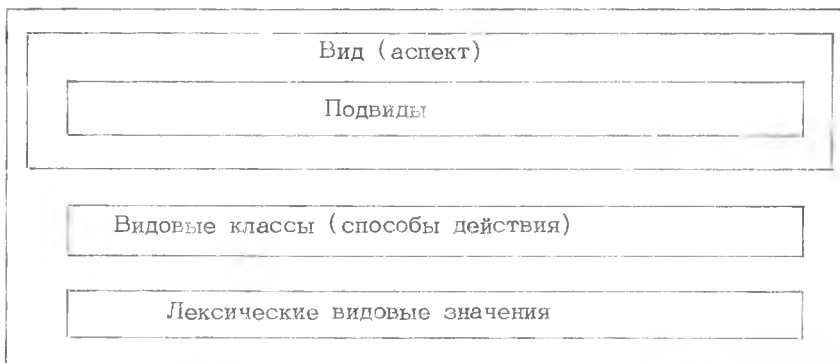 Вид (аспект)
Подвиды
Видовые классы (способы действия)
Лексические видовые значения